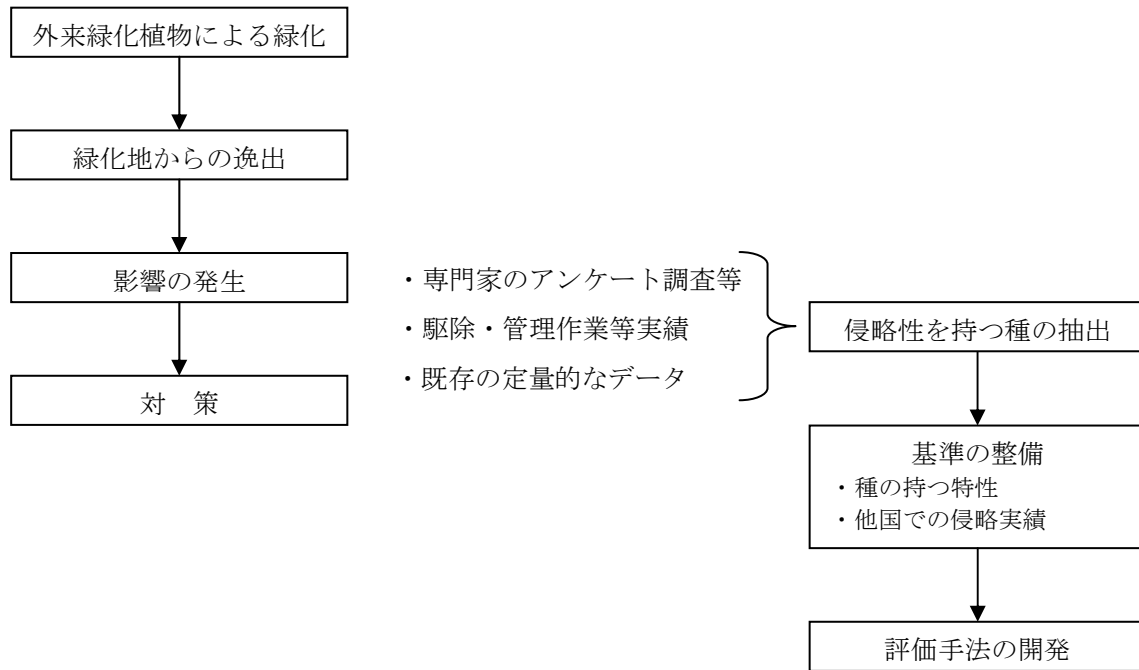 外来緑化植物による緑化
緑化地からの逸出
影響の発生
対　策
・専門家のアンケート調査等
・駆除・管理作業等実績
・既存の定量的なデータ
侵略性を持つ種の抽出
基準の整備
・種の持つ特性
・他国での侵略実績
評価手法の開発